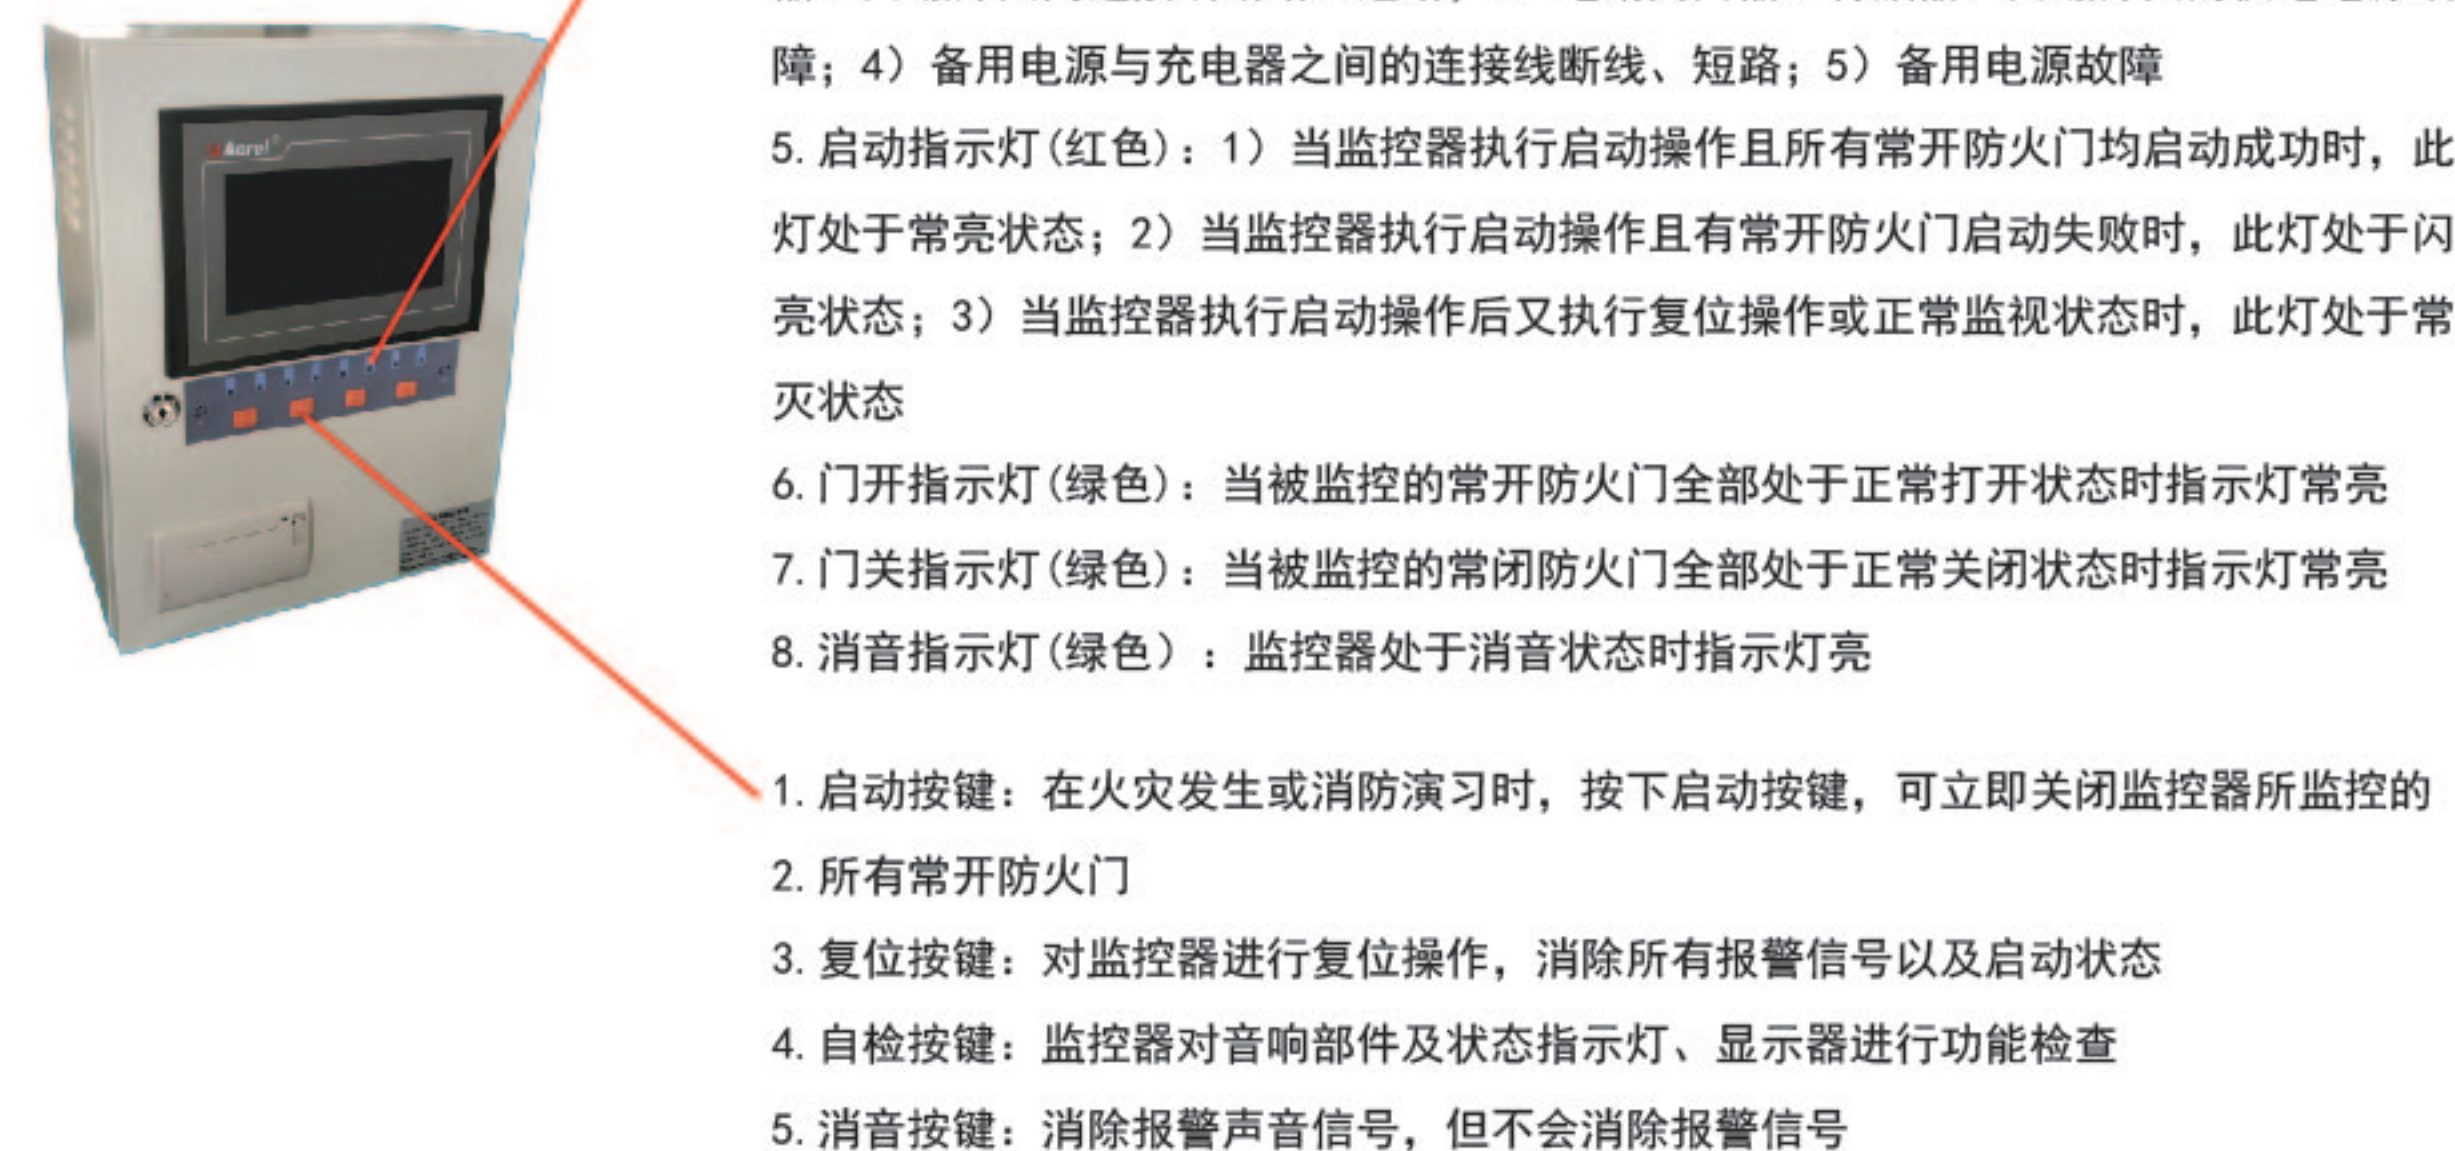 Acrel
障；4）备用电源与充电器之间的连接线断线、短路；5）备用电源故障
5.启动指示灯(红色)：1）当监控器执行启动操作且所有常开防火门均启动成功时，此
灯处于常亮状态；2）当监控器执行启动操作且有常开防火门启动失败时，此灯处于闪
亮状态；3）当监控器执行启动操作后又执行复位操作或正常监视状态时，此灯处于常
灭状态
6.门开指示灯(绿色)：当被监控的常开防火门全部处于正常打开状态时指示灯常亮
7.门关指示灯(绿色)：当被监控的常闭防火门全部处于正常关闭状态时指示灯常亮
8.消音指示灯(绿色）：监控器处于消音状态时指示灯亮
1.启动按键：在火灾发生或消防演习时，按下启动按键，可立即关闭监控器所监控的
2.所有常开防火门
3.复位按键：对监控器进行复位操作，消除所有报警信号以及启动状态
4.自检按键：监控器对音响部件及状态指示灯、显示器进行功能检查
5.消音按键：消除报警声音信号，但不会消除报警信号